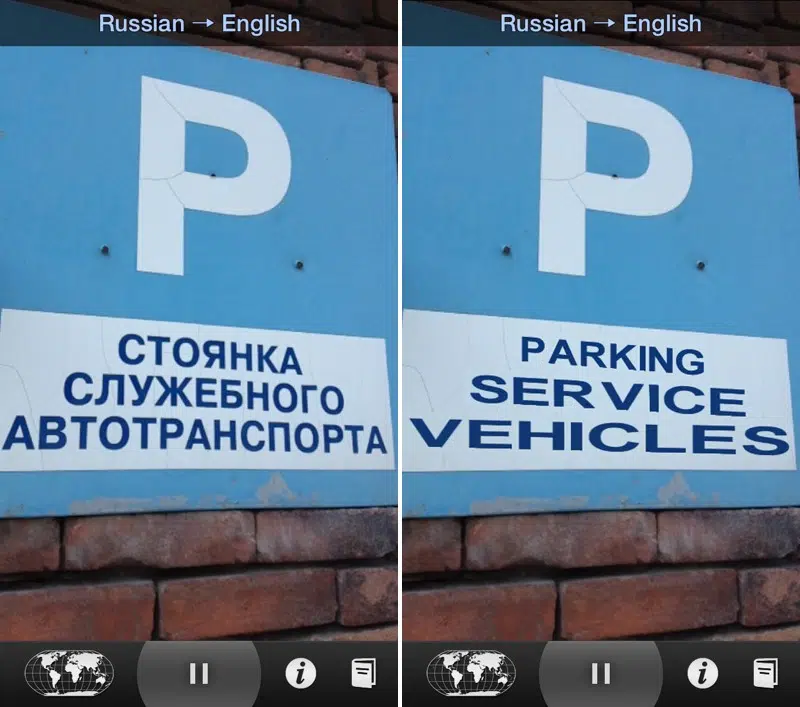 Russian → English
P
СТОЯНКА
СЛУЖЕБНОГО
АВТОТРАНСПОРТА
Russian → English
P
PARKING
SERVICE
VEHICLES